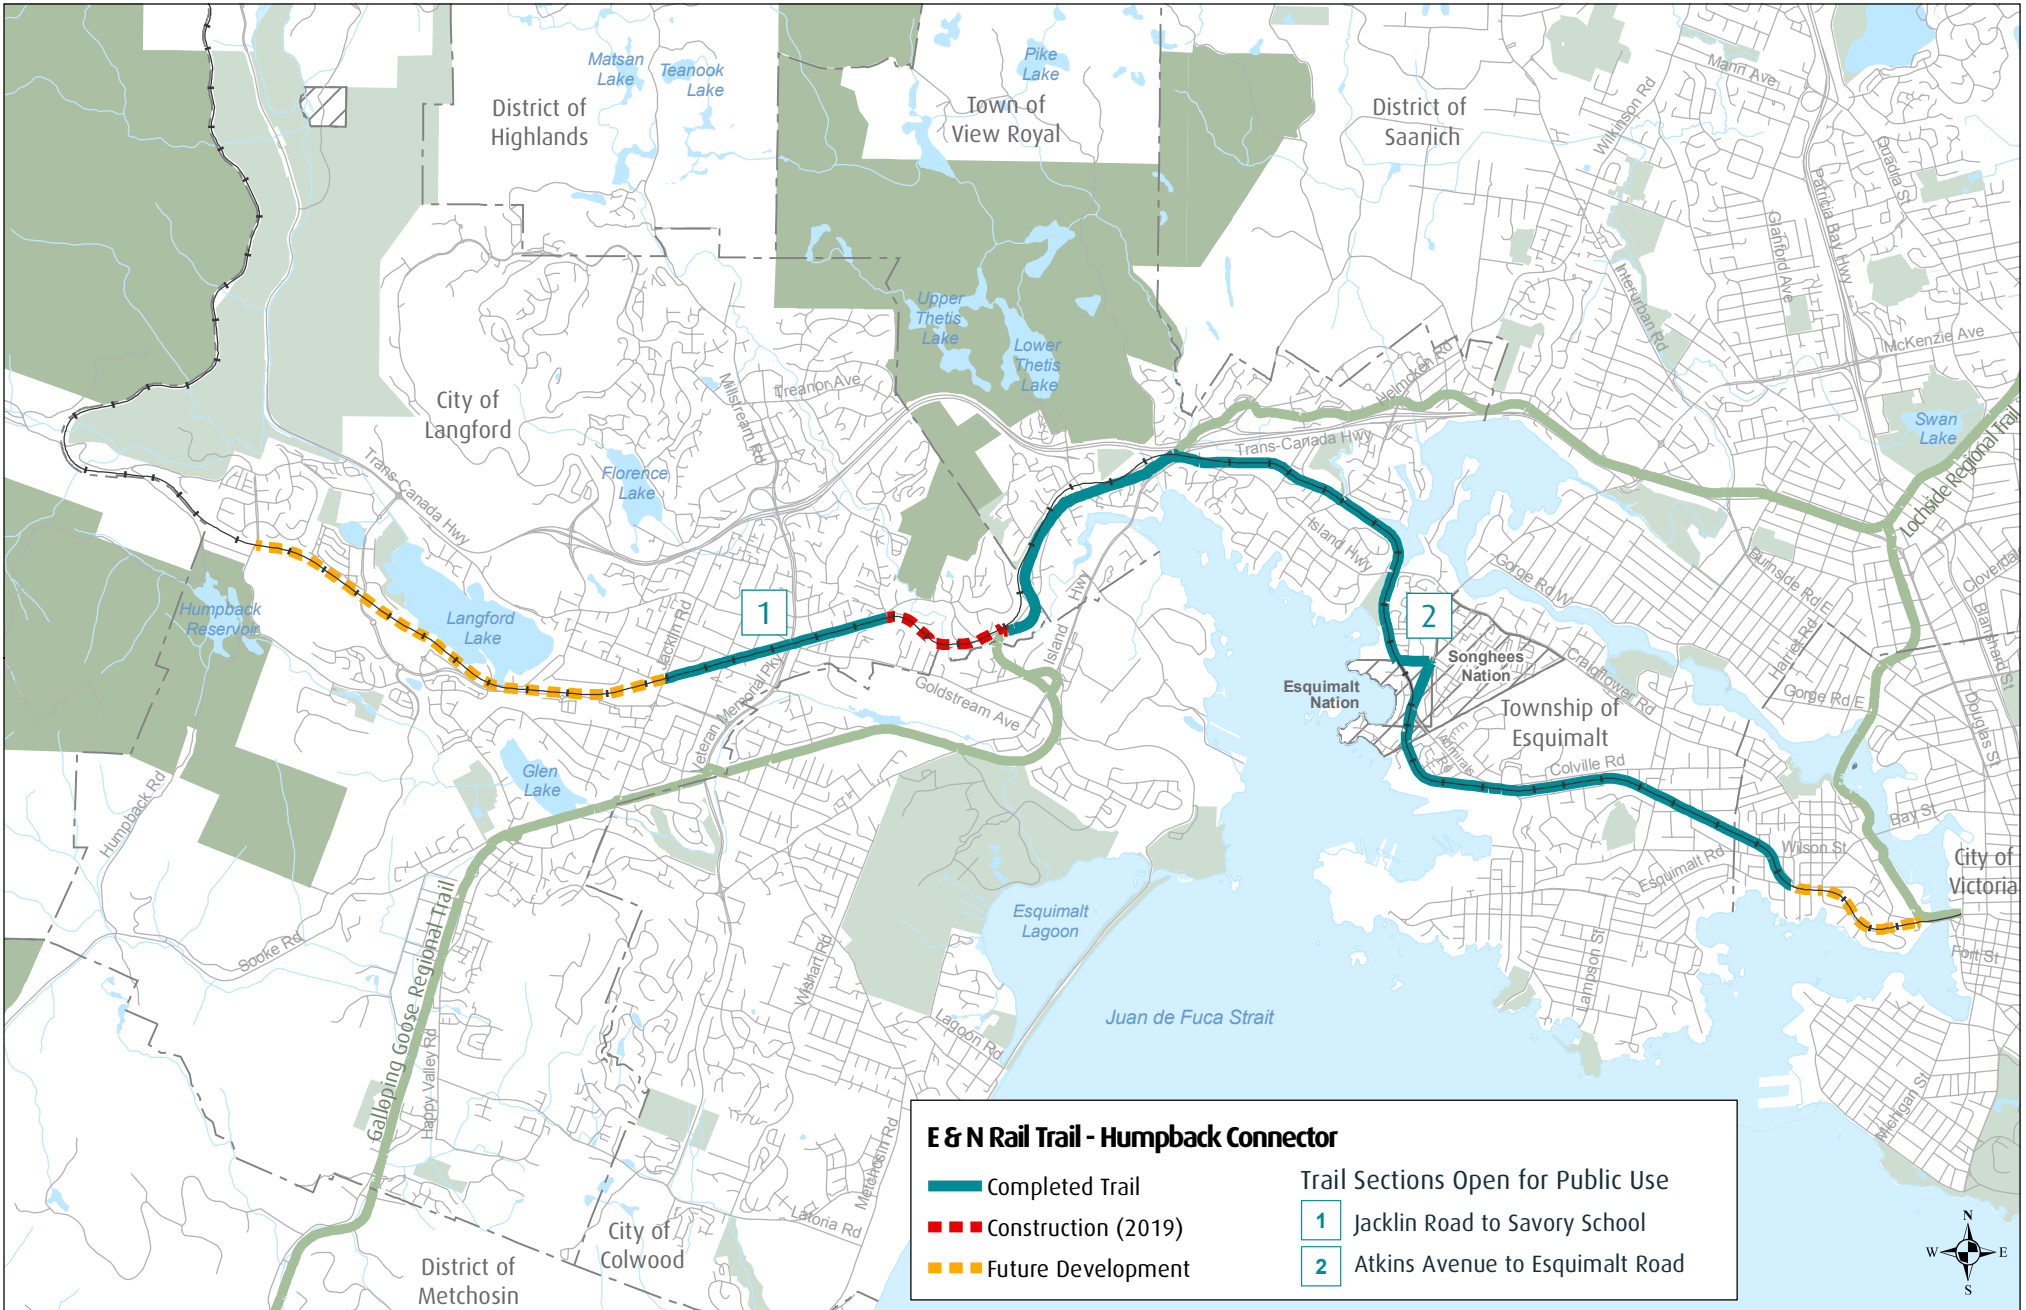 Matsan
Lake
Teanook
Lake
Pike
Lake
District of
Highlands
Town of
View Royal
District of
Saanich
Mann Ave
Wilkinson Rd
Quadra St
Patricia Bay Hwy
Glanford Ave
Interurban Rd
McKenzie Ave
Upper
Thetis
Lake
Lower
Thetis
Lake
Helmcken Rd
Treanor Ave
Millstream Rd
City of
Langford
Swan
Lake
Lochside Regional Trail
Trans-Canada Hwy
Trans-Canada Hwy
Florence
Lake
Island Hwy
Gorge Rd W
Burnside Rd E
Cloverdal
Humpback
Reservoir
Langford
Lake
Jacklin Rd
1
Island Hwy
2
Harriet Rd
Blanshard St
Songhees
Nation
Craigflower Rd
Esquimalt
Nation
Gorge Rd E
Veterans Memorial Pky
Goldstream Ave
Township of
Esquimalt
Admirals Rd
Colville Rd
Douglas St
Glen
Lake
Humpback Rd
Bay St
Wilson St
Esquimalt Rd
City of
Victoria
Esquimalt
Lagoon
Sooke Rd
Galloping Goose Regional Trail
Wishart Rd
Lampson St
Fort St
Juan de Fuca Strait
Lagoon Rd
Happy Valley Rd
Metchosin Rd
Michigan St
Latoria Rd
City of
Colwood
District of
Metchosin
E & N Rail Trail - Humpback Connector
Completed Trail
Construction (2019)
Future Development
Trail Sections Open for Public Use
1 Jacklin Road to Savory School
2 Atkins Avenue to Esquimalt Road
N
W E
S